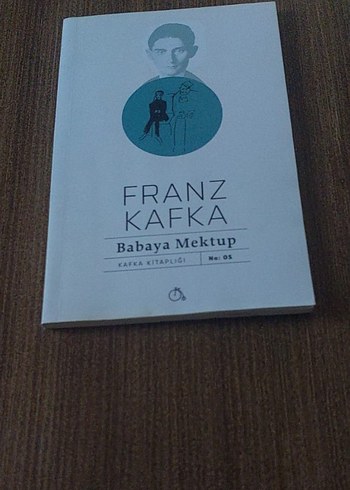 FRANZ
KAFKA
Babaya Mektup
KAFKA KİTAPLIĞI No: 05